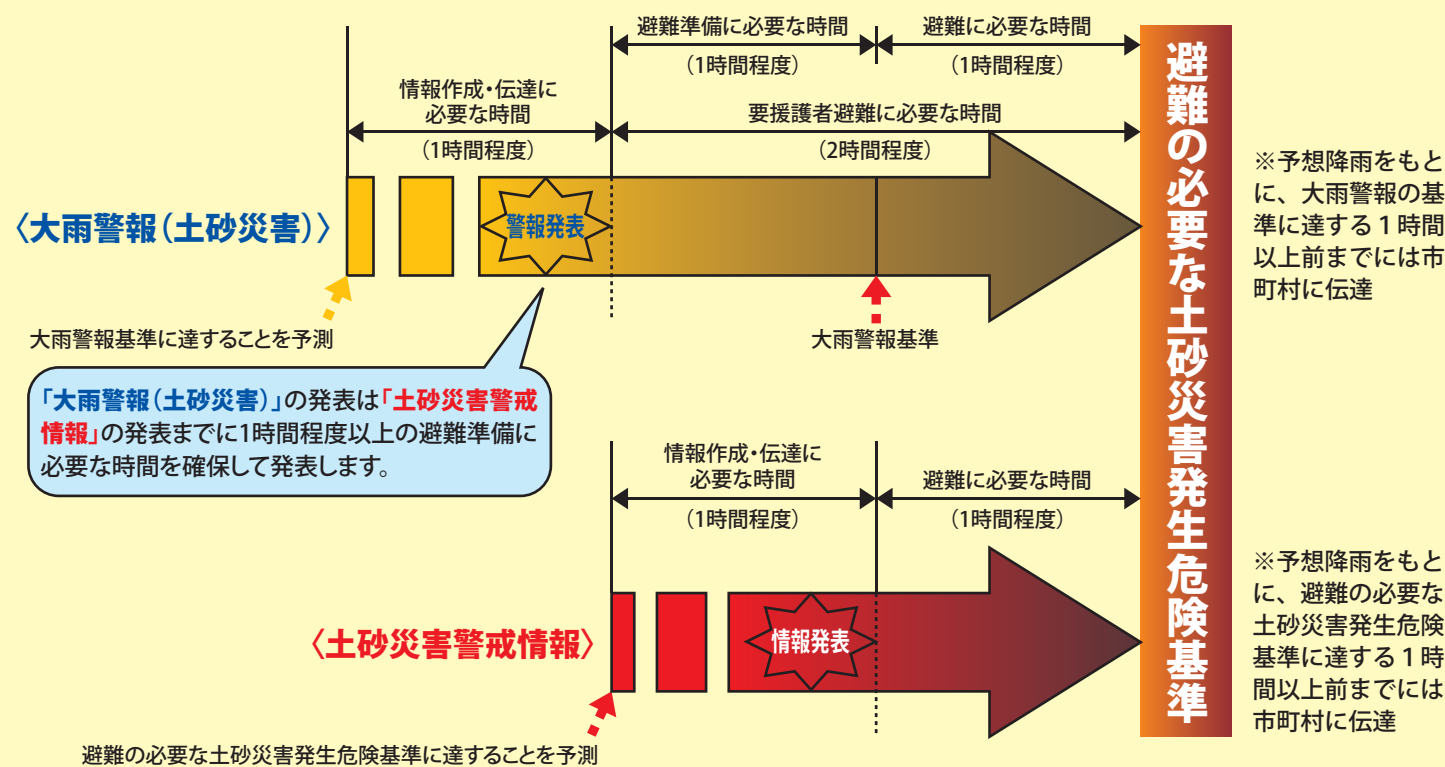 避難準備に必要な時間
(1時間程度)
避難に必要な時間
(1時間程度)
情報作成・伝達に
必要な時間
(1時間程度)
要援護者避難に必要な時間
(2時間程度)
〈大雨警報(土砂災害)〉
警報発表
大雨警報基準に達することを予測
大雨警報基準
「大雨警報(土砂災害)」の発表は「土砂災害警戒
情報」の発表までに1時間程度以上の避難準備に
必要な時間を確保して発表します。
避難の必要な土砂災害発生危険基準
※予想降雨をもと
に、大雨警報の基
準に達する1時間
以上前までには市
町村に伝達
情報作成・伝達に
必要な時間
(1時間程度)
避難に必要な時間
(1時間程度)
〈土砂災害警戒情報〉
情報発表
避難の必要な土砂災害発生危険基準に達することを予測
※予想降雨をもと
に、避難の必要な
土砂災害発生危険
基準に達する1時
間以上前までには
市町村に伝達